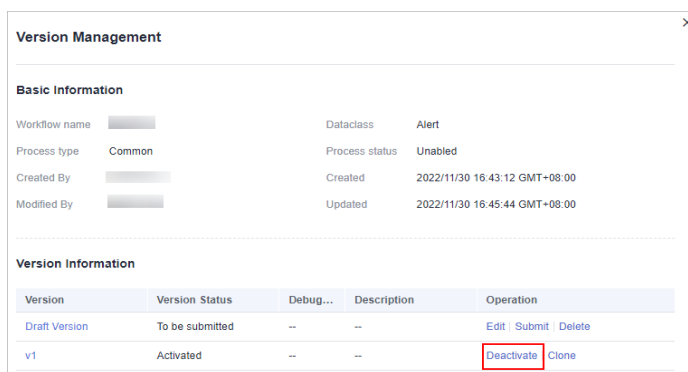 Version Management
Basic Information
Workflow name
Dataclass Alert
Process type Common
Process status Unabled
Created By
Created 2022/11/30 16:43:12 GMT+08:00
Modified By
Updated 2022/11/30 16:45:44 GMT+08:00
Version Information
Version Version Status Debug... Description Operation
Draft Version To be submitted -- -- Edit | Submit | Delete
v1 Activated -- -- Deactivate | Clone